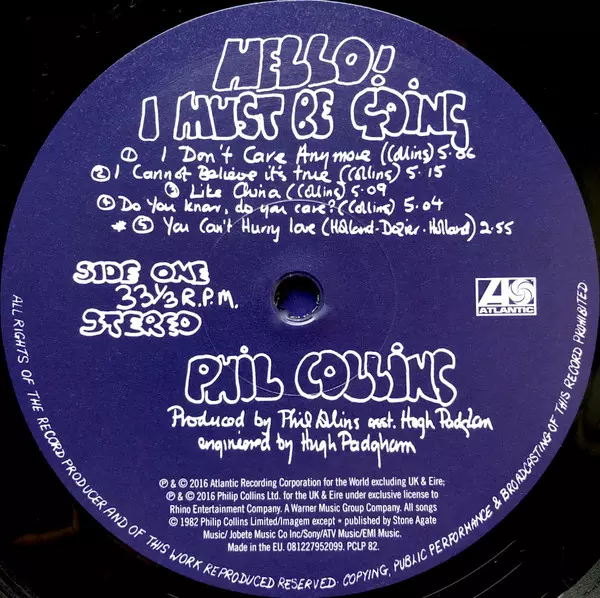 HELLO!
I MUST BE GOING
① I Don't Care Anymore (Collins) 5.06
② I Cannot Believe it's true (Collins) 5.15
③ Like China (Collins) 5.09
④ Do You Know, do you care? (Collins) 5.04
* ⑤ You Can't Hurry love (Holland-Dozier-Holland) 2.55
SIDE ONE
33⅓ R.P.M.
STEREO
ATLANTIC
PHIL COLLINS
Produced by Phil Collins asst. Hugh Padgham
engineered by Hugh Padgham
℗ & © 2016 Atlantic Recording Corporation for the World excluding UK & Eire;
℗ & © 2016 Philip Collins Ltd. for the UK & Eire under exclusive license to
Rhino Entertainment Company. A Warner Music Group Company. All songs
© 1982 Philip Collins Limited/Imagem except * published by Stone Agate
Music/ Jobete Music Co Inc/Sony/ATV Music/EMI Music.
Made in the EU. 081227952099. PCLP 82.
ALL RIGHTS OF THE RECORD PRODUCER AND OF THIS WORK REPRODUCED RESERVED. COPYING, PUBLIC PERFORMANCE & BROADCASTING OF THIS RECORD PROHIBITED